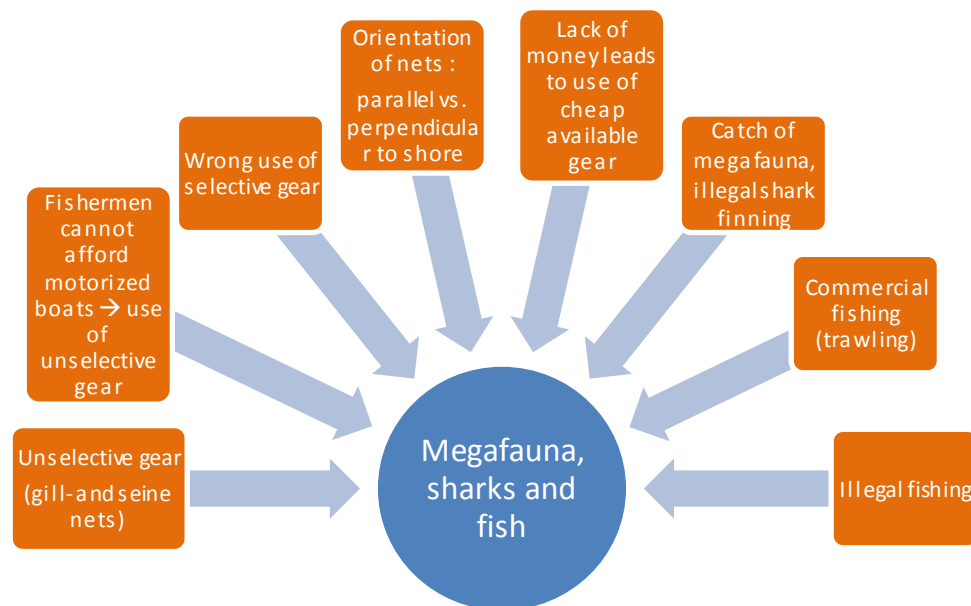 Unselective gear
(gill- and seine
nets)
Fishermen
cannot
afford
motorized
boats → use
of
unselective
gear
Wrong use of
selective gear
Orientation
of nets :
parallel vs.
perpendicula
r to shore
Lack of
money leads
to use of
cheap
available
gear
Catch of
megafauna,
illegal shark
finning
Commercial
fishing
(trawling)
Illegal fishing
Megafauna,
sharks and
fish